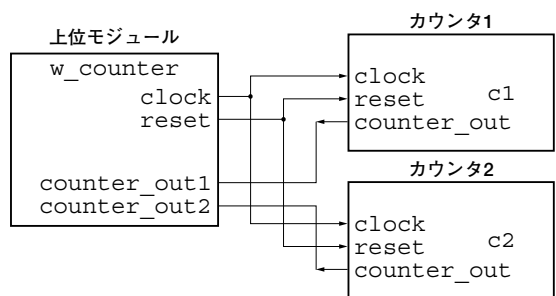 上位モジュール
w_counter
clock
reset
counter_out1
counter_out2
カウンタ1
clock
reset
c1
counter_out
カウンタ2
clock
reset
c2
counter_out